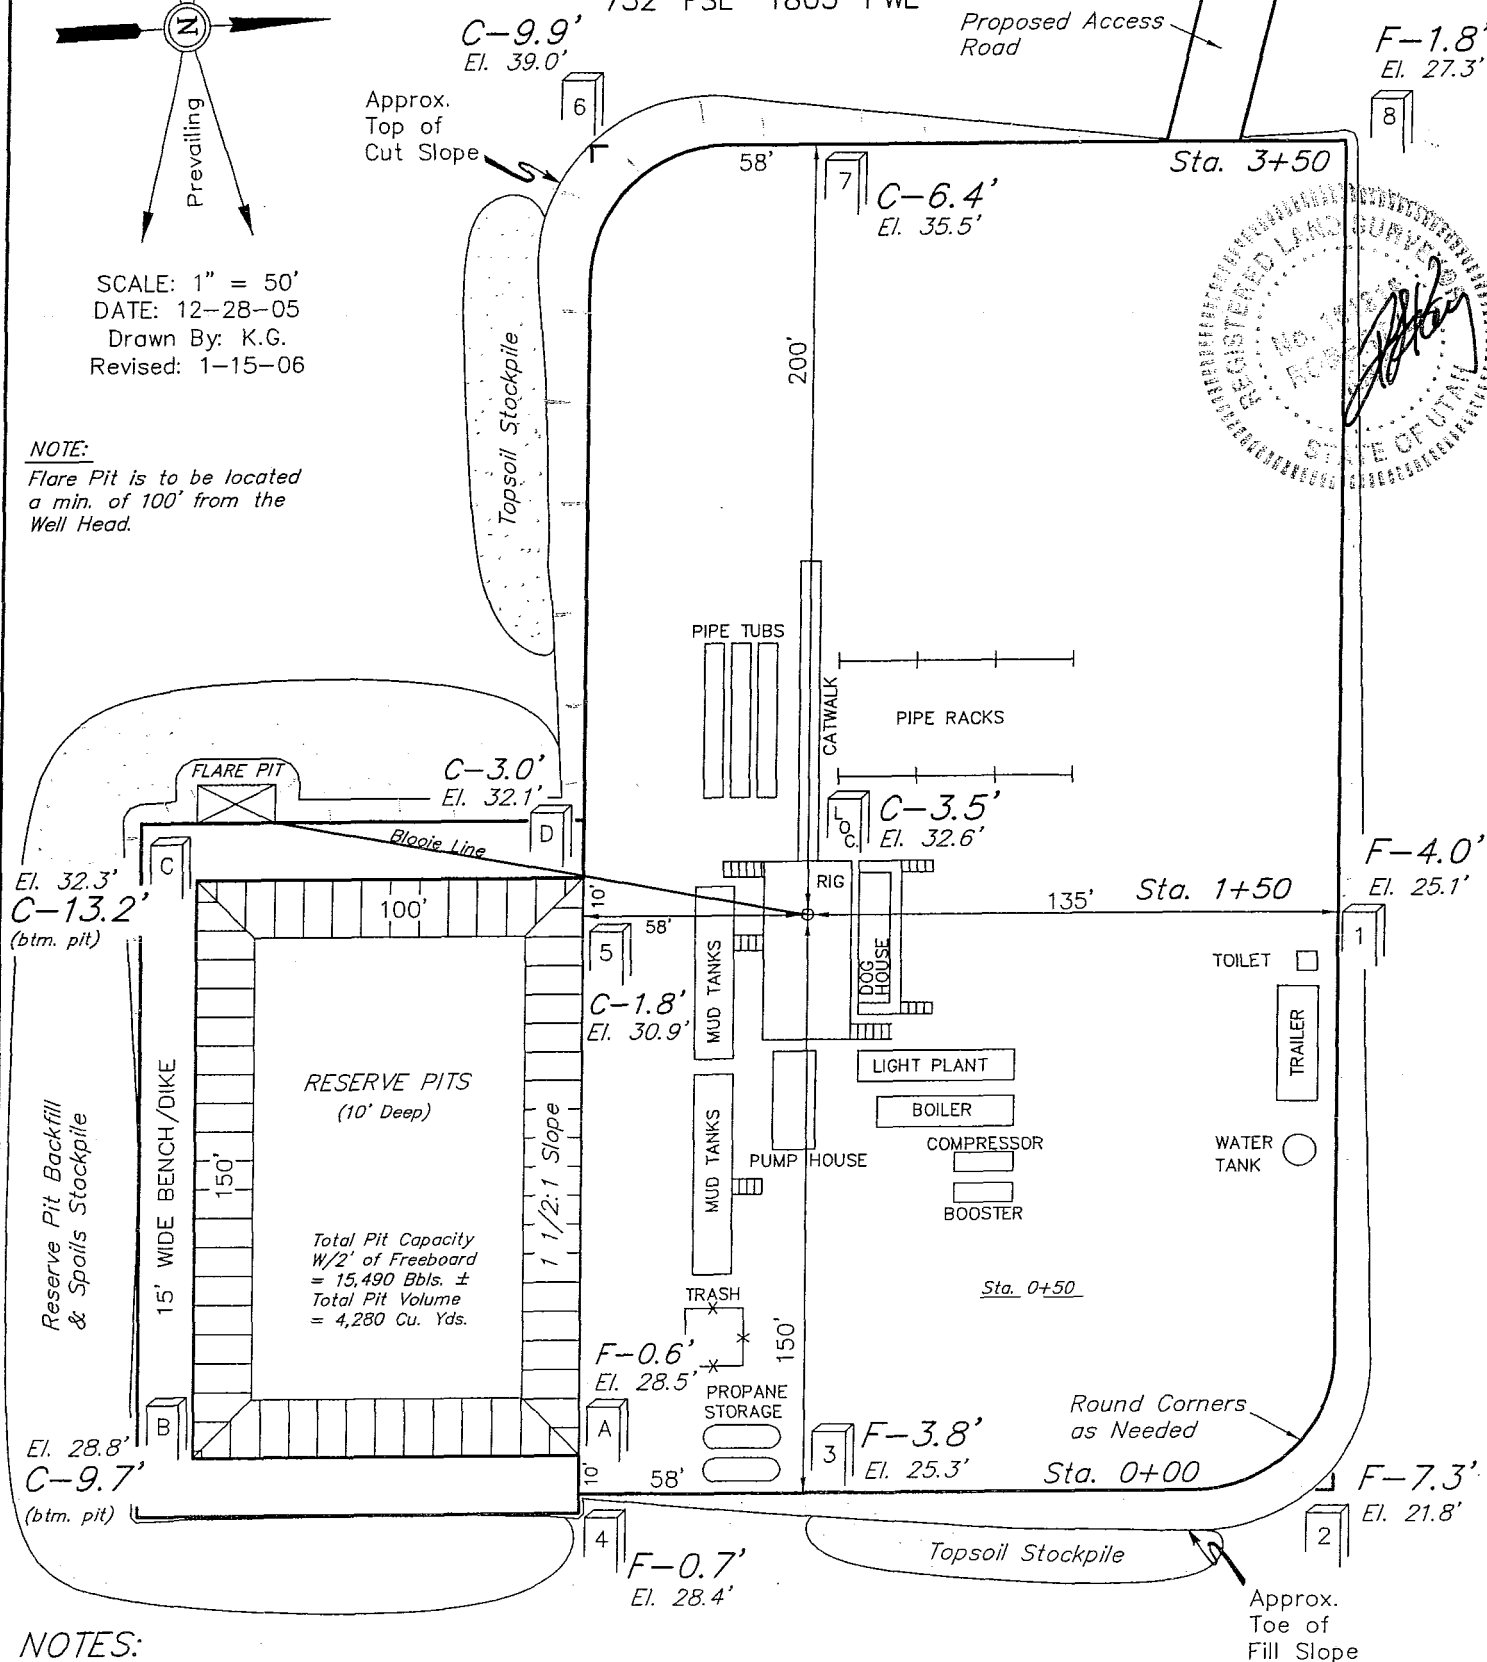 732' FSL 1805' FWL
N
Prevailing
SCALE: 1" = 50'
DATE: 12-28-05
Drawn By: K.G.
Revised: 1-15-06
NOTE:
Flare Pit is to be located
a min. of 100' from the
Well Head.
C-9.9'
El. 39.0'
6
Approx.
Top of
Cut Slope
Proposed Access
Road
F-1.8'
El. 27.3'
8
58'
7
C-6.4'
El. 35.5'
Sta. 3+50
REGISTERED LAND SURVEYOR
No.
STATE OF UTAH
200'
Topsoil Stockpile
PIPE TUBS
CATWALK
PIPE RACKS
FLARE PIT
C-3.0'
El. 32.1'
D
Blooie Line
LOC.
C-3.5'
El. 32.6'
C
El. 32.3'
C-13.2'
(btm. pit)
100'
10'
58'
RIG
135'
Sta. 1+50
F-4.0'
El. 25.1'
1
5
C-1.8'
El. 30.9'
MUD TANKS
DOG
HOUSE
TOILET
TRAILER
LIGHT PLANT
BOILER
COMPRESSOR
BOOSTER
PUMP HOUSE
WATER
TANK
RESERVE PITS
(10' Deep)
Reserve Pit Backfill
& Spoils Stockpile
15' WIDE BENCH/DIKE
150'
1 1/2:1 Slope
MUD TANKS
Total Pit Capacity
W/2' of Freeboard
= 15,490 Bbls. ±
Total Pit Volume
= 4,280 Cu. Yds.
TRASH
150'
Sta. 0+50
F-0.6'
El. 28.5'
A
PROPANE
STORAGE
B
El. 28.8'
C-9.7'
(btm. pit)
10'
58'
3
F-3.8'
El. 25.3'
Round Corners
as Needed
Sta. 0+00
F-7.3'
El. 21.8'
2
4
F-0.7'
El. 28.4'
Topsoil Stockpile
Approx.
Toe of
Fill Slope
NOTES: